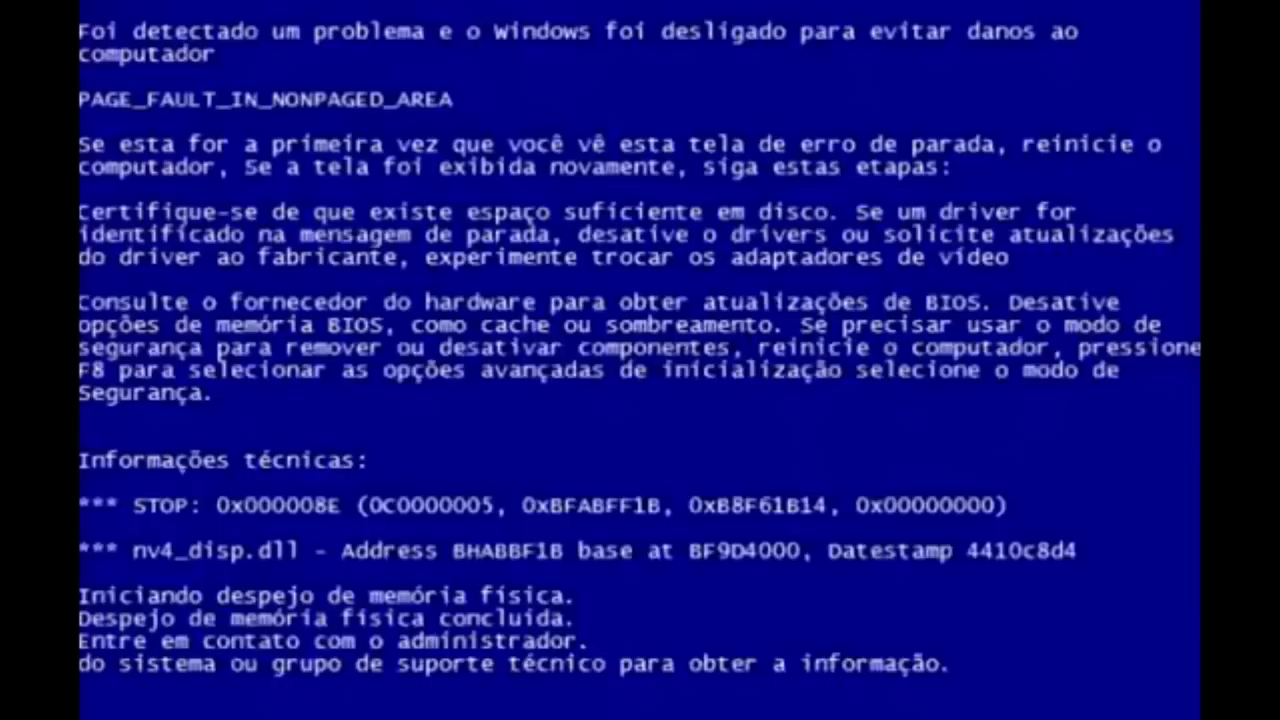 Foi detectado um problema e o Windows foi desligado para evitar danos ao
computador
PAGE_FAULT_IN_NONPAGED_AREA
Se esta for a primeira vez que você vê esta tela de erro de parada, reinicie o
computador, Se a tela foi exibida novamente, siga estas etapas:
Certifique-se de que existe espaço suficiente em disco. Se um driver for
identificado na mensagem de parada, desative o drivers ou solicite atualizações
do driver ao fabricante, experimente trocar os adaptadores de vídeo
Consulte o fornecedor do hardware para obter atualizações de BIOS. Desative
opções de memória BIOS, como cache ou sombreamento. Se precisar usar o modo de
segurança para remover ou desativar componentes, reinicie o computador, pressione
F8 para selecionar as opções avançadas de inicialização selecione o modo de
Segurança.
Informações técnicas:
*** STOP: 0x000008E (0C0000005, 0xBFABFF1B, 0xB8F61B14, 0x00000000)
*** nv4_disp.dll - Address BHABBF1B base at BF9D4000, Datestamp 4410c8d4
Iniciando despejo de memória física.
Despejo de memória física concluída.
Entre em contato com o administrador.
do sistema ou grupo de suporte técnico para obter a informação.